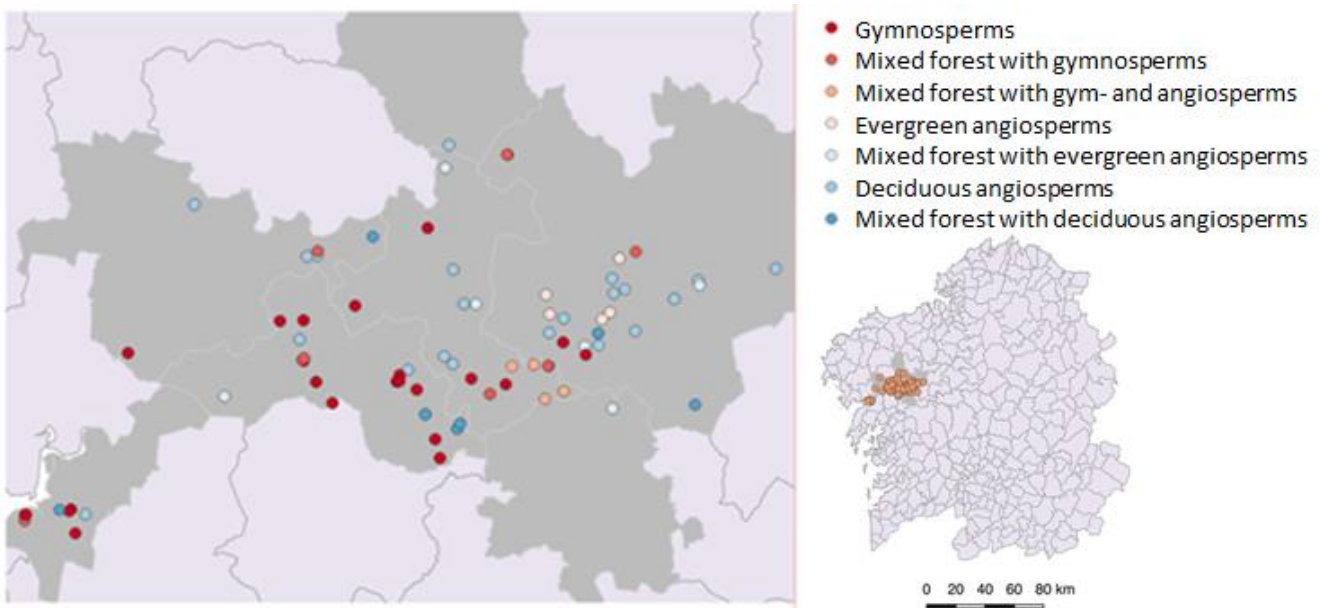 Gymnosperms
Mixed forest with gymnosperms
Mixed forest with gym- and angiosperms
Evergreen angiosperms
Mixed forest with evergreen angiosperms
Deciduous angiosperms
Mixed forest with deciduous angiosperms
0 20 40 60 80 km